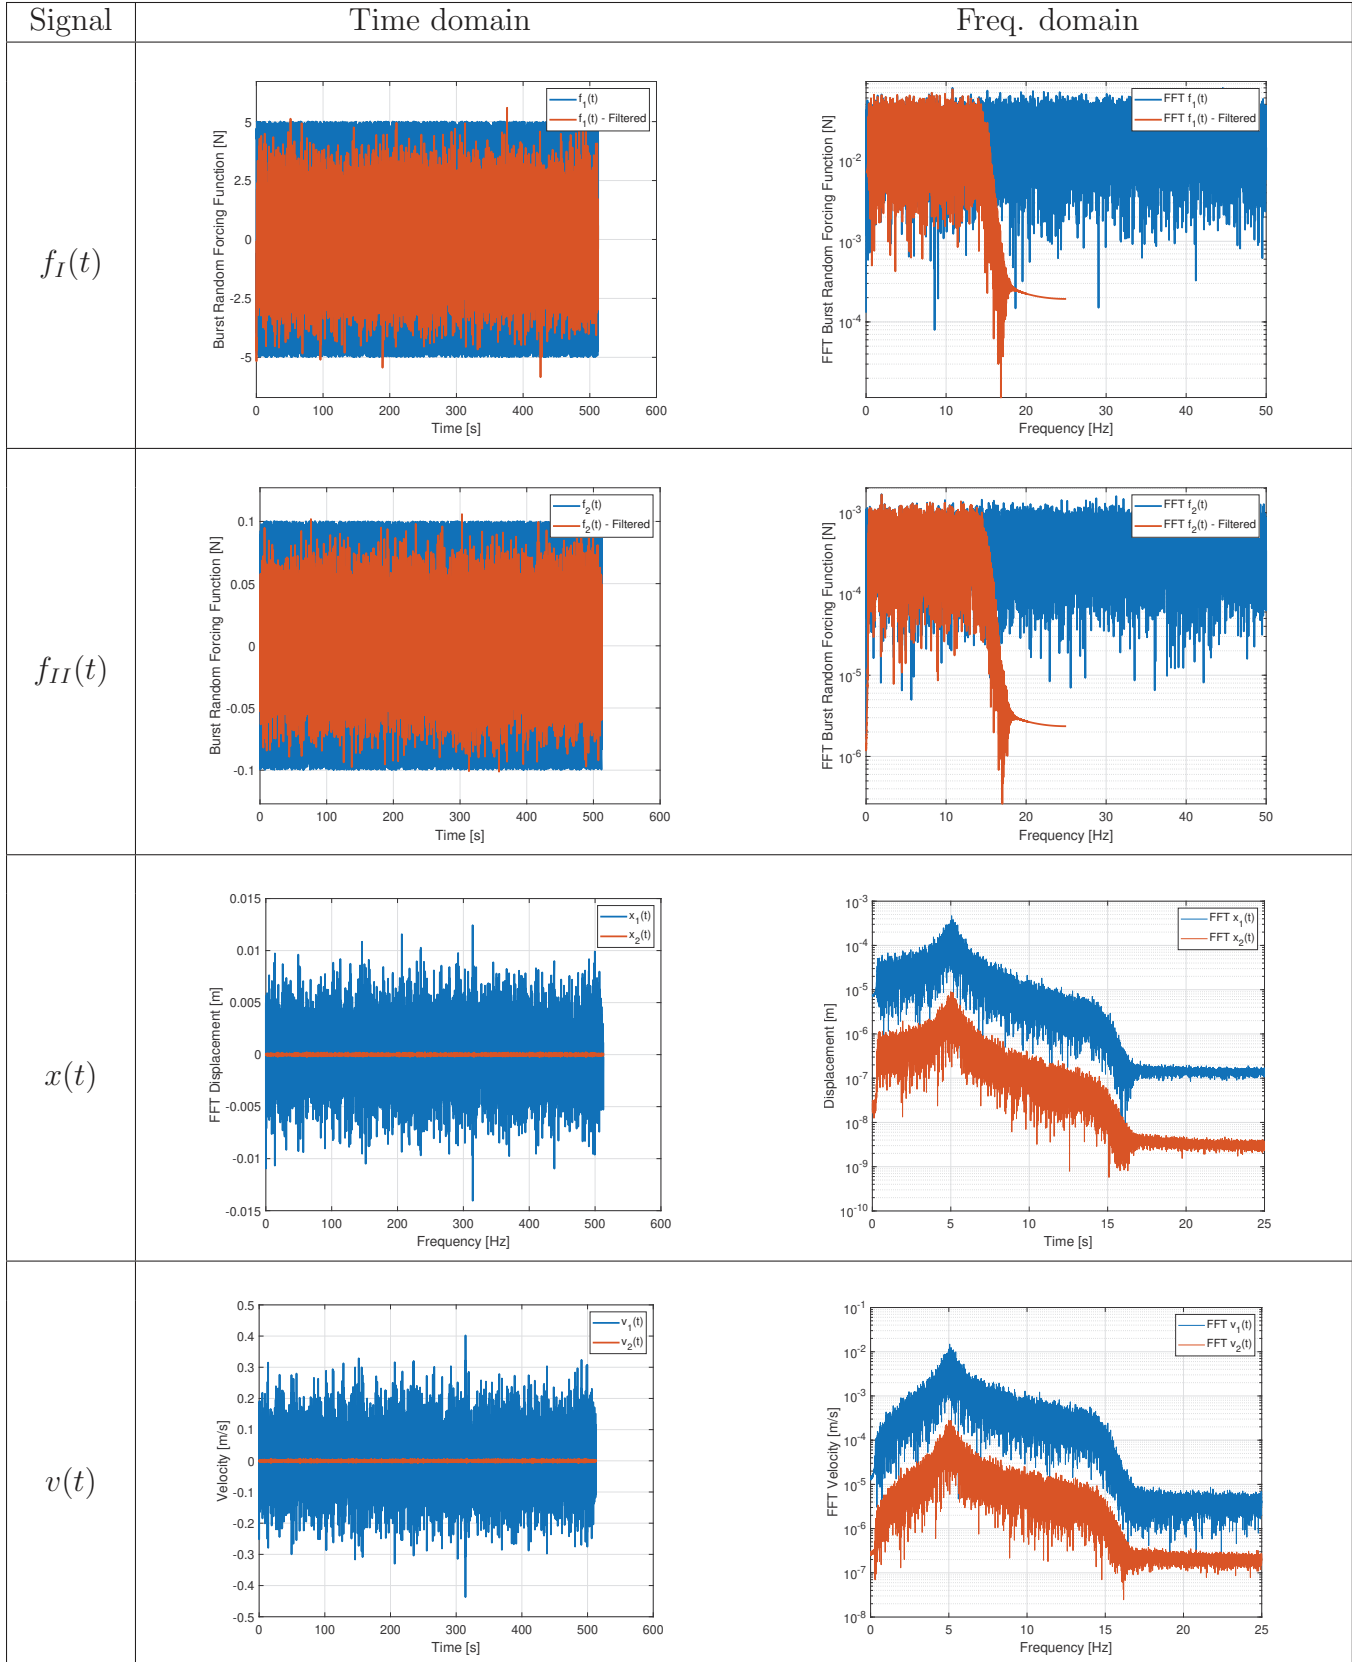 Signal Time domain Freq. domain
f_I(t)
Burst Random Forcing Function [N]
5
2.5
0
-2.5
-5
f_1(t)
f_1(t) - Filtered
0 100 200 300 400 500 600
Time [s]
FFT Burst Random Forcing Function [N]
10^-2
10^-3
10^-4
FFT f_1(t)
FFT f_1(t) - Filtered
0 10 20 30 40 50
Frequency [Hz]
f_II(t)
Burst Random Forcing Function [N]
0.1
0.05
0
-0.05
-0.1
f_2(t)
f_2(t) - Filtered
0 100 200 300 400 500 600
Time [s]
FFT Burst Random Forcing Function [N]
10^-3
10^-4
10^-5
10^-6
FFT f_2(t)
FFT f_2(t) - Filtered
0 10 20 30 40 50
Frequency [Hz]
x(t)
FFT Displacement [m]
0.015
0.01
0.005
0
-0.005
-0.01
-0.015
x_1(t)
x_2(t)
0 100 200 300 400 500 600
Frequency [Hz]
Displacement [m]
10^-3
10^-4
10^-5
10^-6
10^-7
10^-8
10^-9
10^-10
FFT x_1(t)
FFT x_2(t)
0 5 10 15 20 25
Time [s]
v(t)
Velocity [m/s]
0.5
0.4
0.3
0.2
0.1
0
-0.1
-0.2
-0.3
-0.4
-0.5
v_1(t)
v_2(t)
0 100 200 300 400 500 600
Time [s]
FFT Velocity [m/s]
10^-1
10^-2
10^-3
10^-4
10^-5
10^-6
10^-7
10^-8
FFT v_1(t)
FFT v_2(t)
0 5 10 15 20 25
Frequency [Hz]